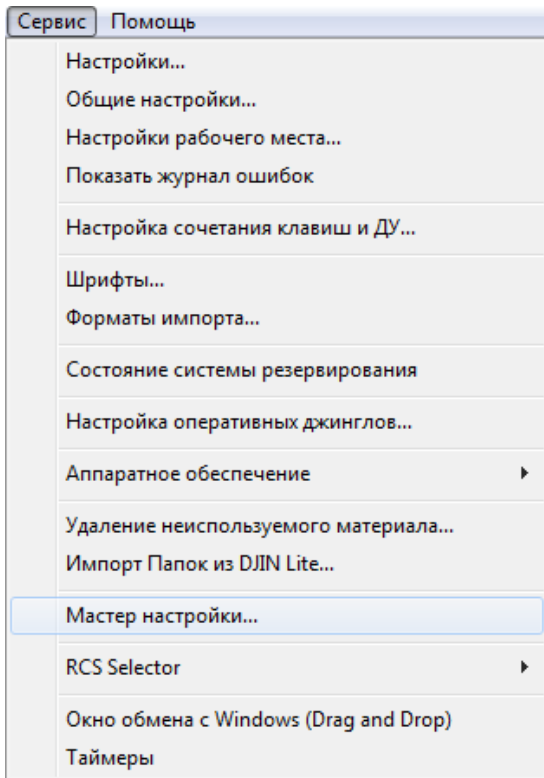 Сервис Помощь
Настройки...
Общие настройки...
Настройки рабочего места...
Показать журнал ошибок
Настройка сочетания клавиш и ДУ...
Шрифты...
Форматы импорта...
Состояние системы резервирования
Настройка оперативных джинглов...
Аппаратное обеспечение
Удаление неиспользуемого материала...
Импорт Папок из DJIN Lite...
Мастер настройки...
RCS Selector
Окно обмена с Windows (Drag and Drop)
Таймеры